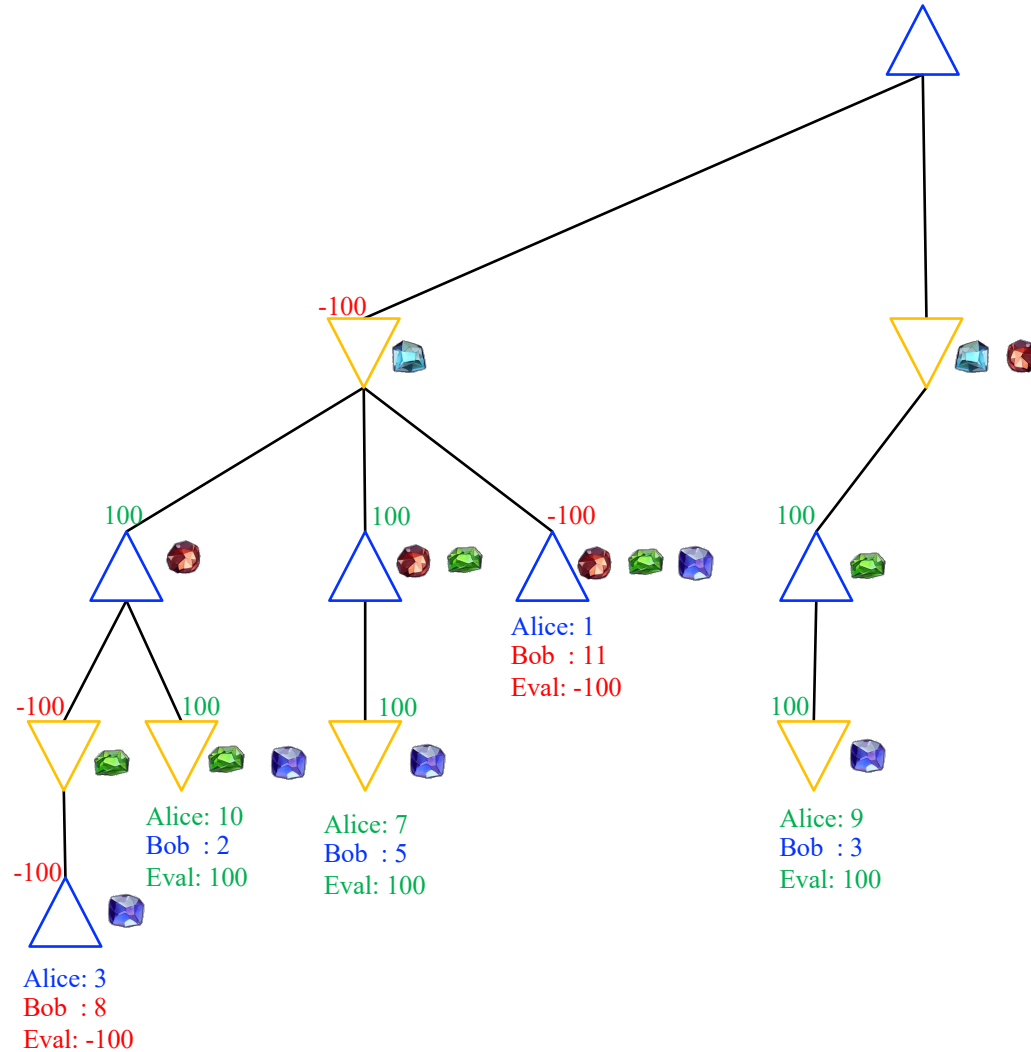 -100
100
100
-100
100
Alice: 1
Bob : 11
Eval: -100
-100
100
100
100
Alice: 10
Bob : 2
Eval: 100
Alice: 7
Bob : 5
Eval: 100
Alice: 9
Bob : 3
Eval: 100
-100
Alice: 3
Bob : 8
Eval: -100